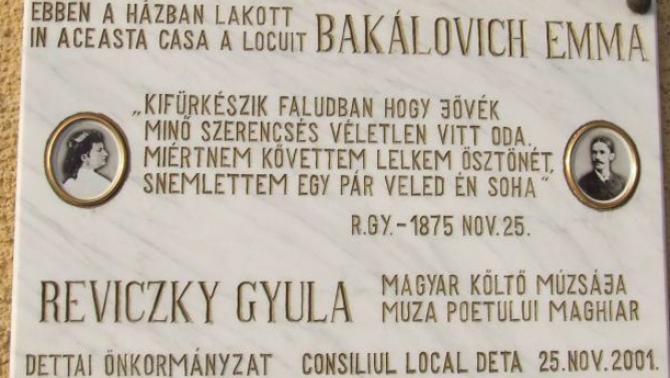 EBBEN A HÁZBAN LAKOTT
IN ACEASTA CASA A LOCUIT BAKÁLOVICH EMMA
„KIFÜRKÉSZIK FALUDBAN HOGY JÖVÉK
MINŐ SZERENCSÉS VÉLETLEN VITT ODA.
MIÉRTNEM KÖVETTEM LELKEM ÖSZTÖNÉT,
SNEMLETTEM EGY PÁR VELED ÉN SOHA"
R.GY.-1875 NOV.25.
REVICZKY GYULA
MAGYAR KÖLTŐ MÚZSÁJA
MUZA POETULUI MAGHIAR
DETTAI ÖNKORMÁNYZAT CONSILIUL LOCAL DETA 25.NOV.2001.